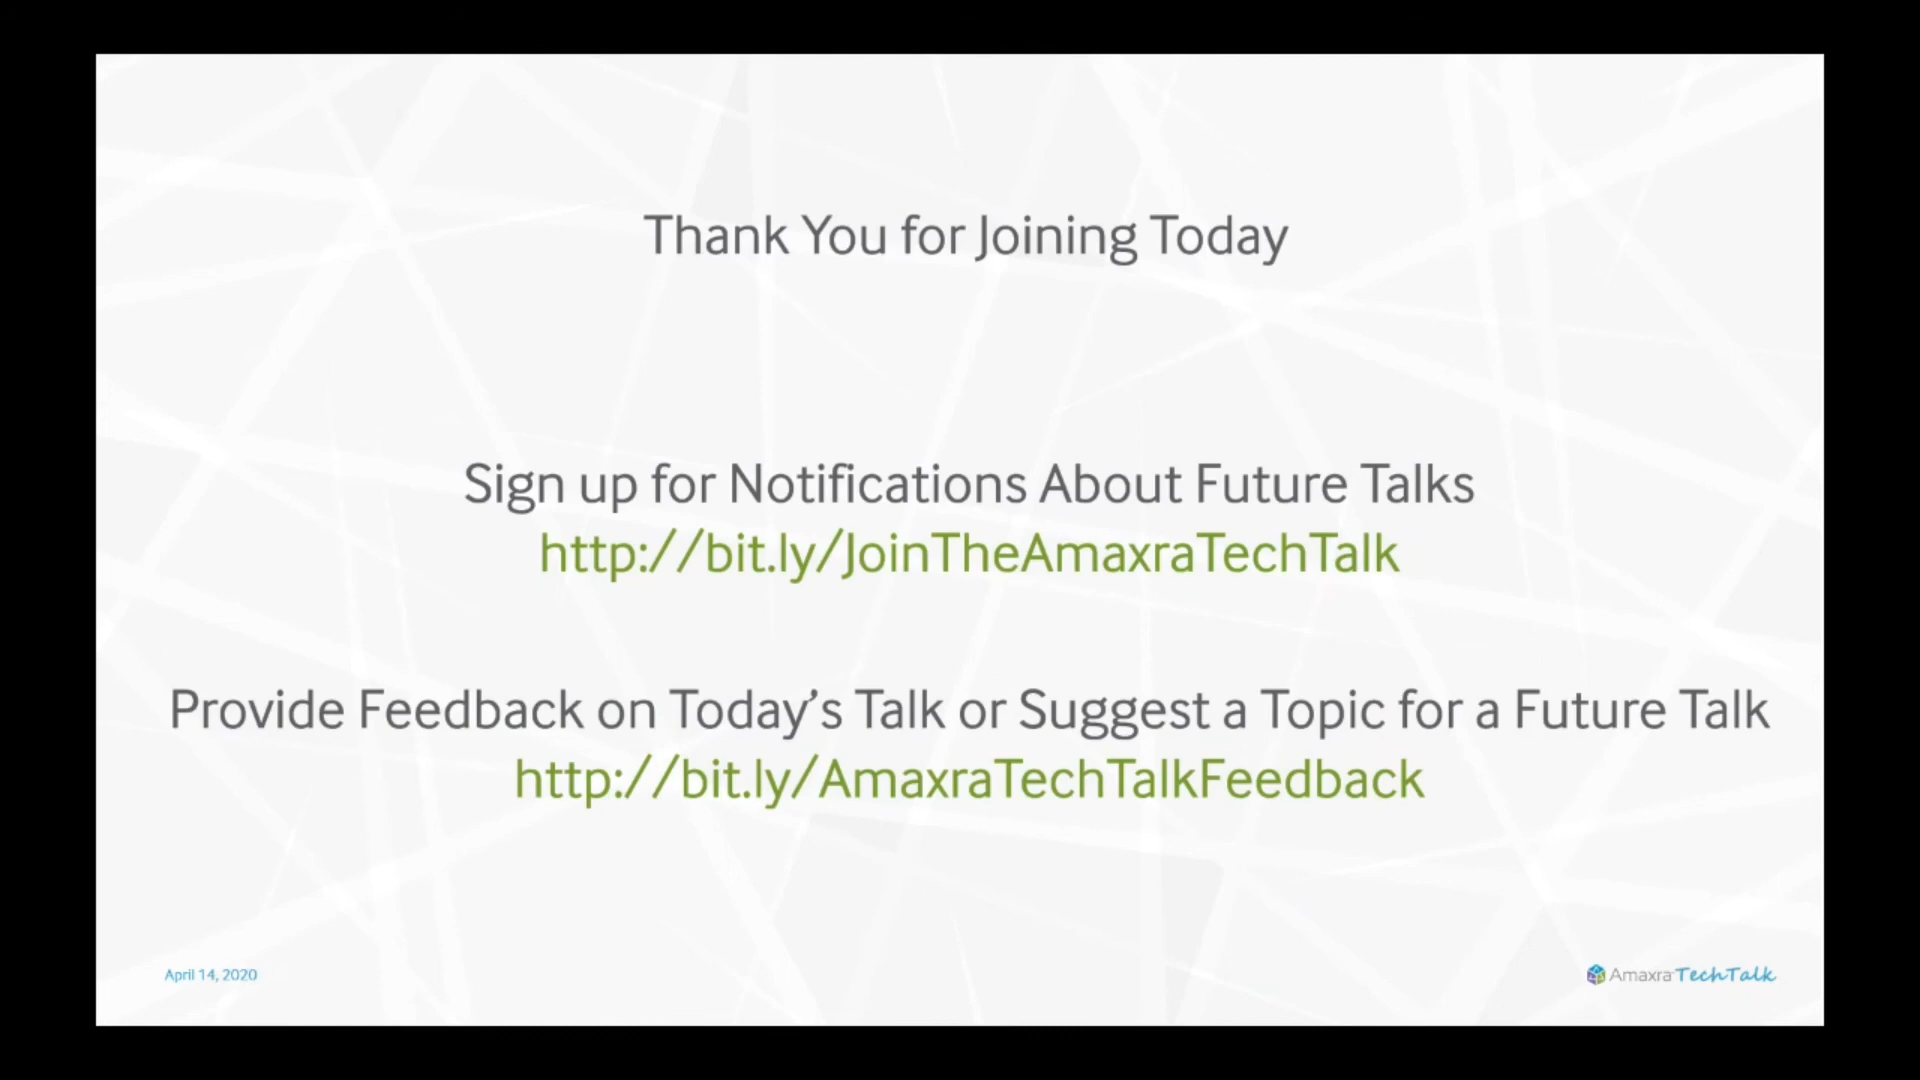 Thank You for Joining Today
Sign up for Notifications About Future Talks
http://bit.ly/JoinTheAmaxraTechTalk
Provide Feedback on Today’s Talk or Suggest a Topic for a Future Talk
http://bit.ly/AmaxraTechTalkFeedback
April 14, 2020
Amaxra TechTalk